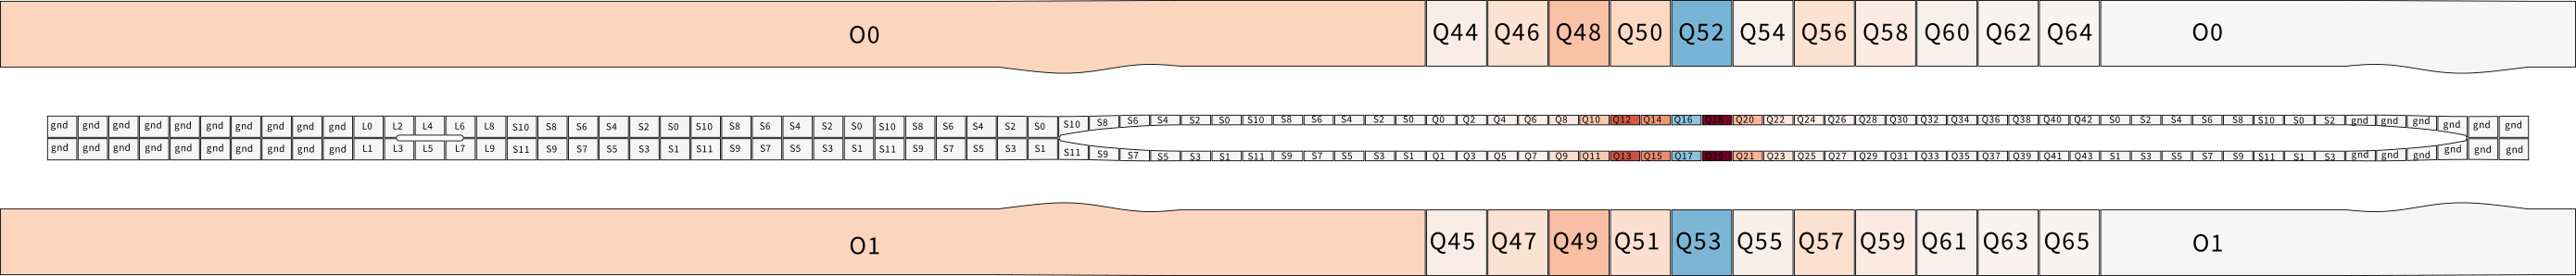 O0 Q44 Q46 Q48 Q50 Q52 Q54 Q56 Q58 Q60 Q62 Q64 O0
gnd gnd gnd gnd gnd gnd gnd gnd gnd gnd L0 L2 L4 L6 L8 S10 S8 S6 S4 S2 S0 S10 S8 S6 S4 S2 S0 S10 S8 S6 S4 S2 S0 S10 S8 S6 S4 S2 S0 S10 S8 S6 S4 S2 S0 Q0 Q2 Q4 Q6 Q8 Q10 Q12 Q14 Q16 Q18 Q20 Q22 Q24 Q26 Q28 Q30 Q32 Q34 Q36 Q38 Q40 Q42 S0 S2 S4 S6 S8 S10 S0 S2 gnd gnd gnd gnd gnd gnd
gnd gnd gnd gnd gnd gnd gnd gnd gnd gnd L1 L3 L5 L7 L9 S11 S9 S7 S5 S3 S1 S11 S9 S7 S5 S3 S1 S11 S9 S7 S5 S3 S1 S11 S9 S7 S5 S3 S1 S11 S9 S7 S5 S3 S1 Q1 Q3 Q5 Q7 Q9 Q11 Q13 Q15 Q17 Q19 Q21 Q23 Q25 Q27 Q29 Q31 Q33 Q35 Q37 Q39 Q41 Q43 S1 S3 S5 S7 S9 S11 S1 S3 gnd gnd gnd gnd gnd gnd
O1 Q45 Q47 Q49 Q51 Q53 Q55 Q57 Q59 Q61 Q63 Q65 O1